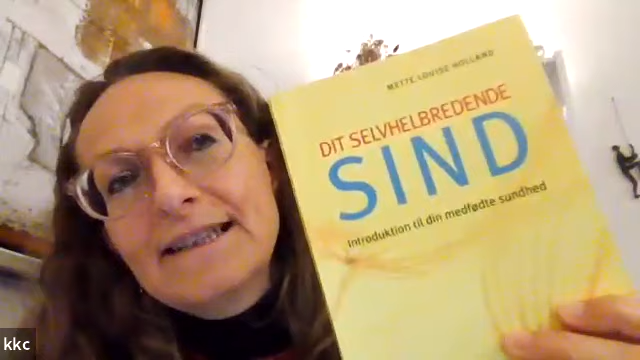 METTE LOUISE HOLLAND
DIT SELVHELBREDENDE
SIND
Introduktion til din medfødte sundhed
kkc